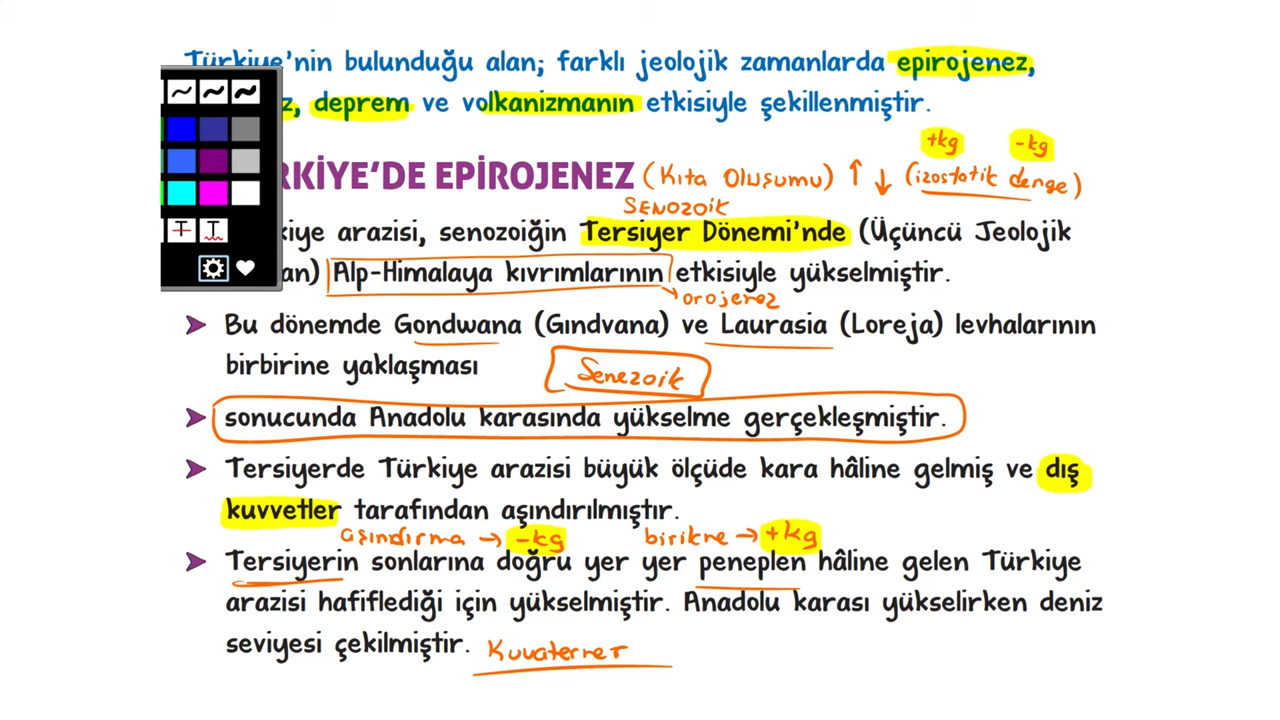 Türkiye'nin bulunduğu alan; farklı jeolojik zamanlarda epirojenez,
z, deprem ve volkanizmanın etkisiyle şekillenmiştir.
+kg -kg
RKİYE'DE EPİROJENEZ (Kıta Oluşumu) ↑ ↓ (izostatik denge)
SENOZOİK
kiye arazisi, senozoiğin Tersiyer Dönemi'nde (Üçüncü Jeolojik
an) Alp-Himalaya kıvrımlarının etkisiyle yükselmiştir.
→ orojenez
➤ Bu dönemde Gondwana (Gındvana) ve Laurasia (Loreja) levhalarının
birbirine yaklaşması
Senezoik
➤ sonucunda Anadolu karasında yükselme gerçekleşmiştir.
➤ Tersiyerde Türkiye arazisi büyük ölçüde kara hâline gelmiş ve dış
kuvvetler tarafından aşındırılmıştır.
aşındırma → -kg birikne → +kg
➤ Tersiyerin sonlarına doğru yer yer peneplen hâline gelen Türkiye
arazisi hafiflediği için yükselmiştir. Anadolu karası yükselirken deniz
seviyesi çekilmiştir. Kuvaterner